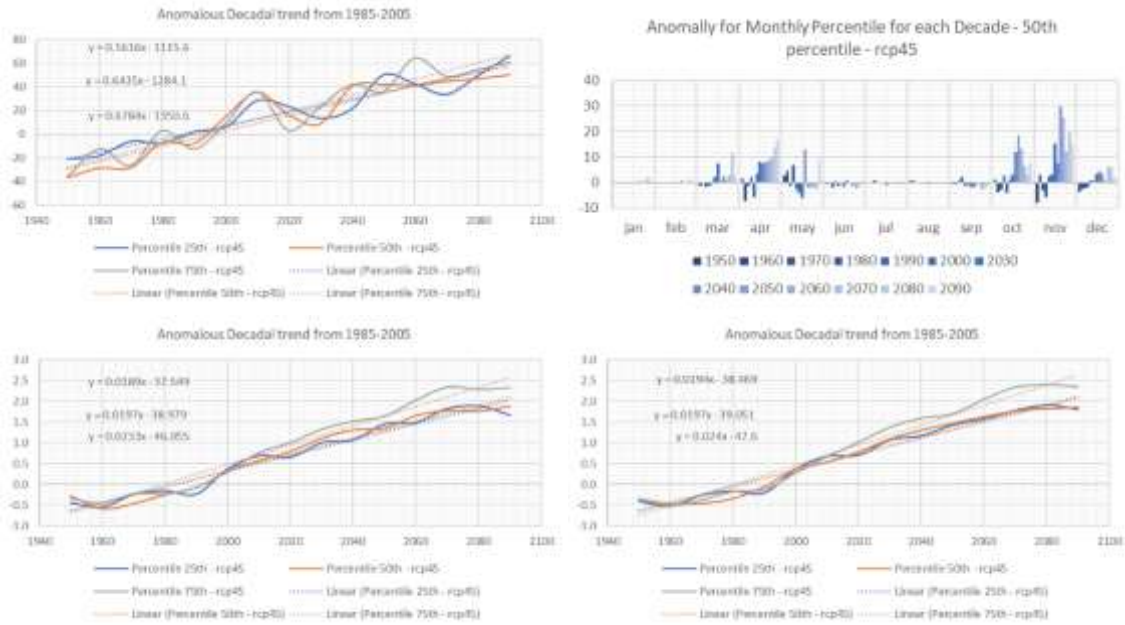 Anomalous Decadal trend from 1985-2005
80
60
40
20
0
-20
-40
-60
1940 1960 1980 2000 2020 2040 2060 2080 2100
Percentile 25th - rcp45 Percentile 50th - rcp45
Percentile 75th - rcp45 Linear (Percentile 25th - rcp45)
Linear (Percentile 50th - rcp45) Linear (Percentile 75th - rcp45)
Anomally for Monthly Percentile for each Decade - 50th
percentile - rcp45
40
30
20
10
0
-10
jan feb mar apr may jun jul aug sep oct nov dec
1950 1960 1970 1980 1990 2000 2030
2040 2050 2060 2070 2080 2090
Anomalous Decadal trend from 1985-2005
3.0
2.5
2.0
1.5
1.0
0.5
0.0
-0.5
-1.0
y = 0.0197x - 38.979
1940 1960 1980 2000 2020 2040 2060 2080 2100
Percentile 25th - rcp45 Percentile 50th - rcp45
Percentile 75th - rcp45 Linear (Percentile 25th - rcp45)
Linear (Percentile 50th - rcp45) Linear (Percentile 75th - rcp45)
Anomalous Decadal trend from 1985-2005
3.0
2.5
2.0
1.5
1.0
0.5
0.0
-0.5
-1.0
y = 0.0197x - 39.051
y = 0.024x - 47.6
1940 1960 1980 2000 2020 2040 2060 2080 2100
Percentile 25th - rcp45 Percentile 50th - rcp45
Percentile 75th - rcp45 Linear (Percentile 25th - rcp45)
Linear (Percentile 50th - rcp45) Linear (Percentile 75th - rcp45)